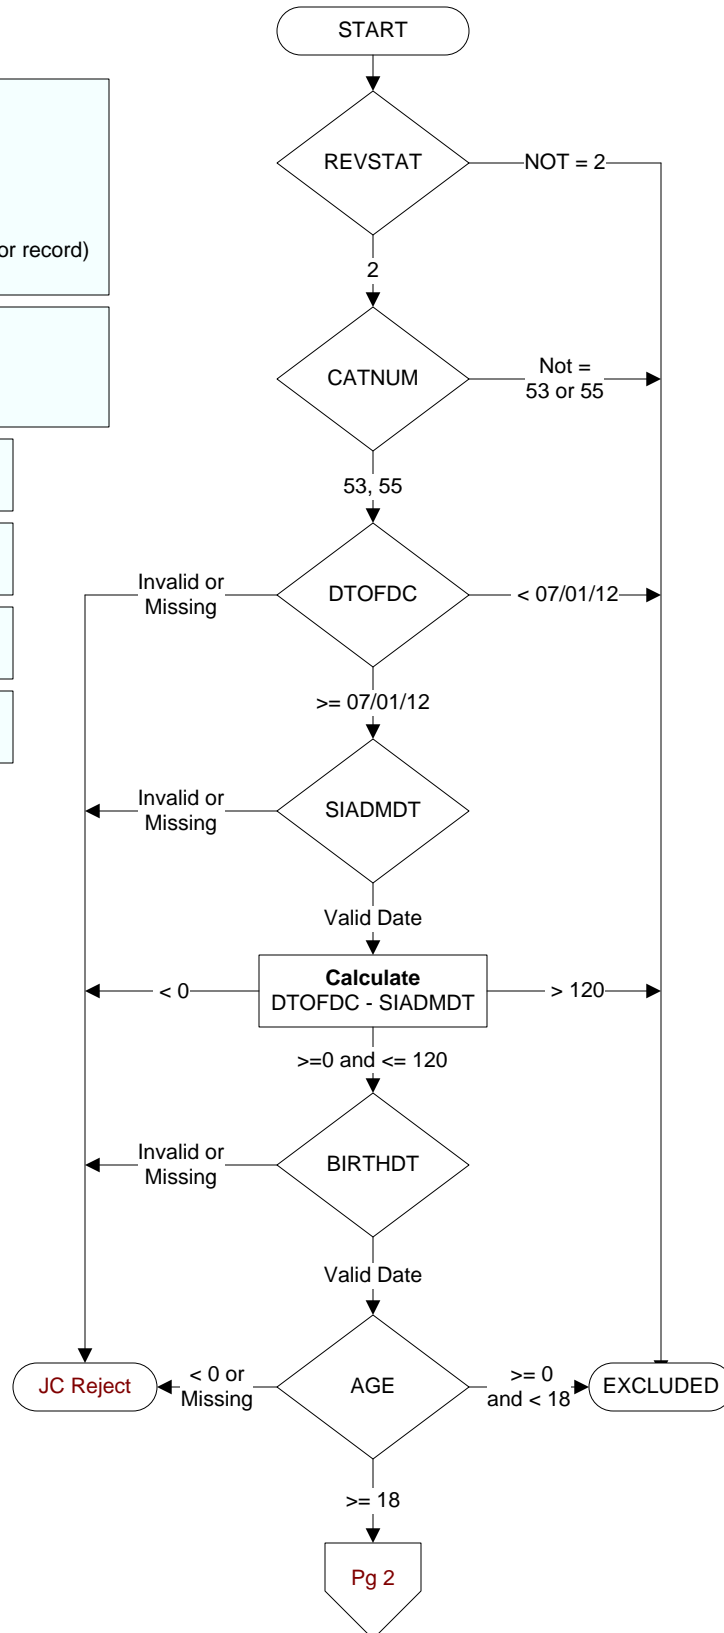 START
REVSTAT
NOT = 2
or record)
2
CATNUM
Not =
53 or 55
53, 55
Invalid or
Missing
DTOFDC
< 07/01/12
>= 07/01/12
Invalid or
Missing
SIADMDT
Valid Date
< 0
Calculate
DTOFDC - SIADMDT
> 120
>=0 and <= 120
Invalid or
Missing
BIRTHDT
Valid Date
JC Reject
< 0 or
Missing
AGE
>= 0
and < 18
EXCLUDED
>= 18
Pg 2